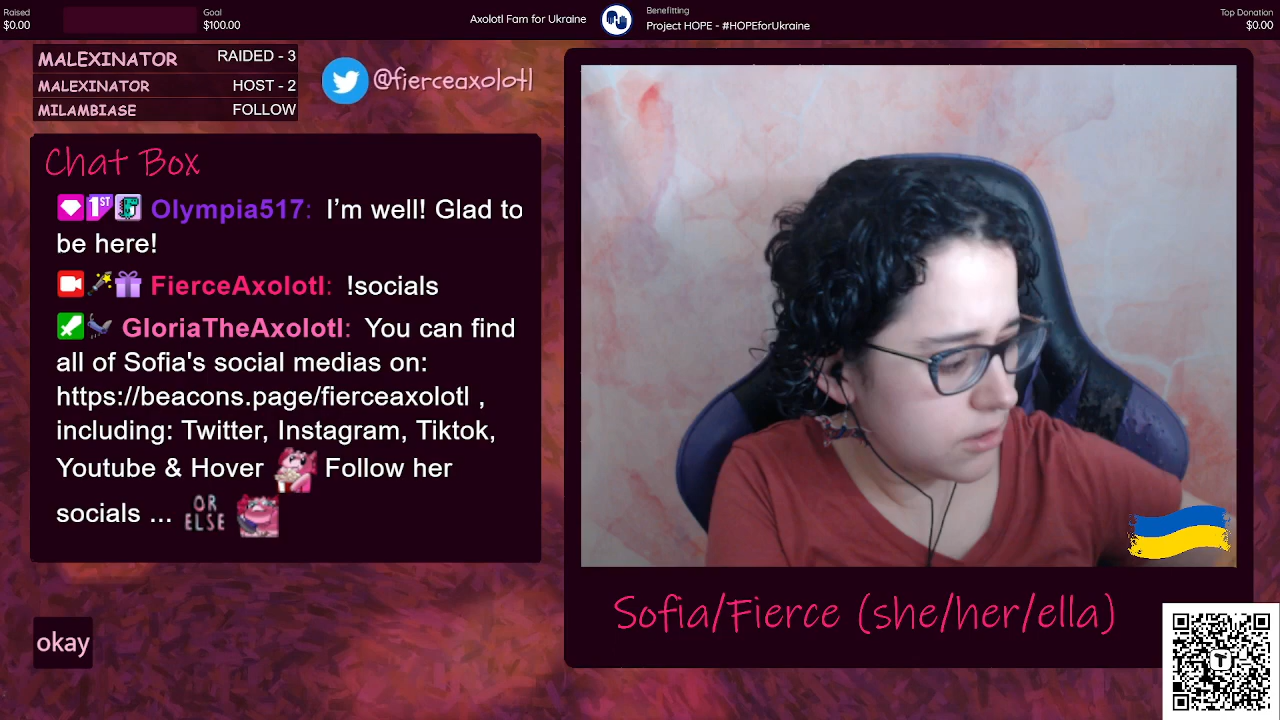 Raised
$0.00
Goal
$100.00
Axolotl Fam for Ukraine
Benefitting
Project HOPE - #HOPEforUkraine
Top Donation
$0.00
MALEXINATOR RAIDED - 3
MALEXINATOR HOST - 2
MILAMBIASE FOLLOW
@fierceaxolotl
Chat Box
1ST Olympia517: I'm well! Glad to
be here!
FierceAxolotl: !socials
GloriaTheAxolotl: You can find
all of Sofia's social medias on:
https://beacons.page/fierceaxolotl ,
including: Twitter, Instagram, Tiktok,
Youtube & Hover Follow her
socials ... OR ELSE
okay
Sofia/Fierce (she/her/ella)
T